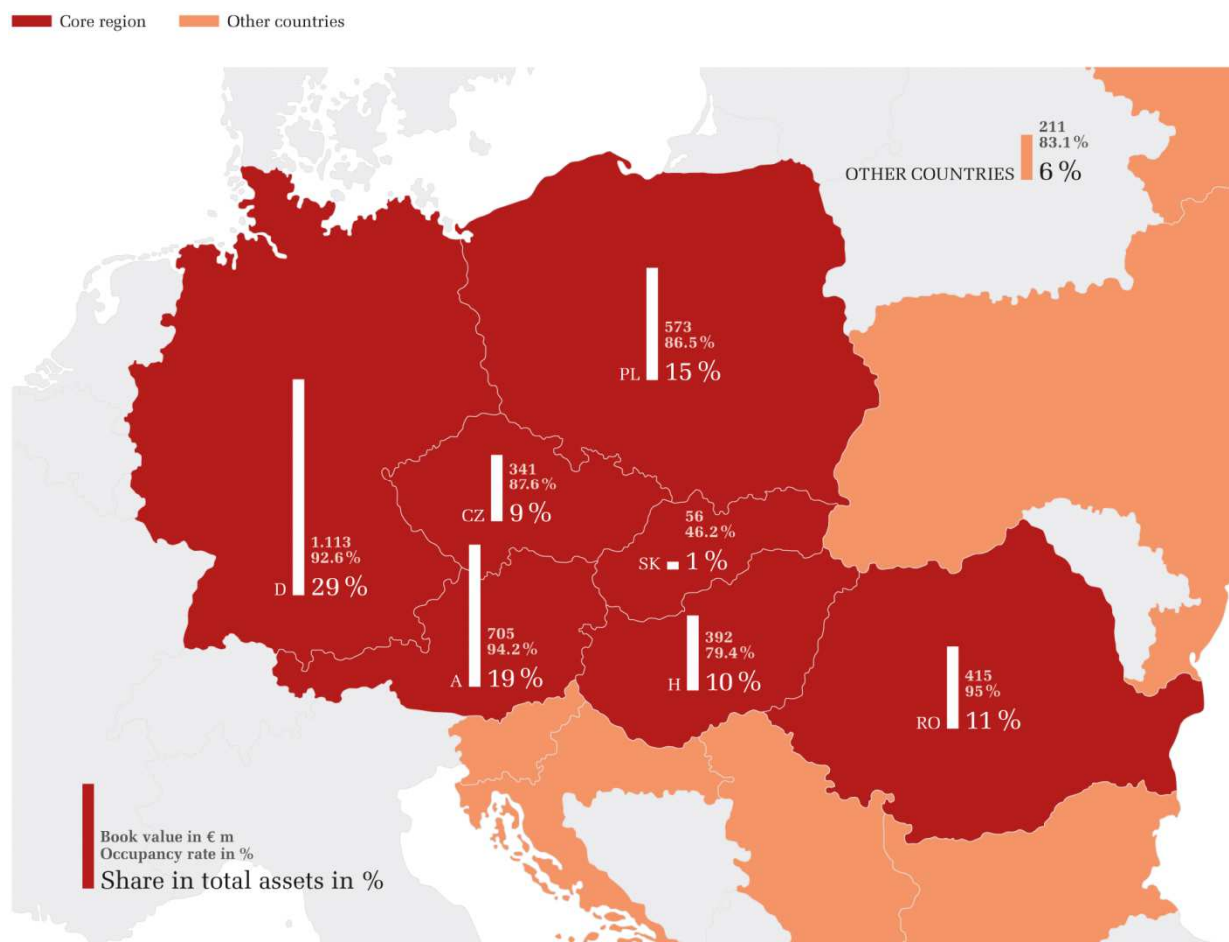 Core region
Other countries
211
83.1 %
OTHER COUNTRIES 6 %
573
86.5 %
PL 15 %
341
87.6 %
CZ 9 %
56
46.2 %
SK 1 %
1.113
92.6 %
D 29 %
705
94.2 %
A 19 %
392
79.4 %
H 10 %
415
95 %
RO 11 %
Book value in € m
Occupancy rate in %
Share in total assets in %